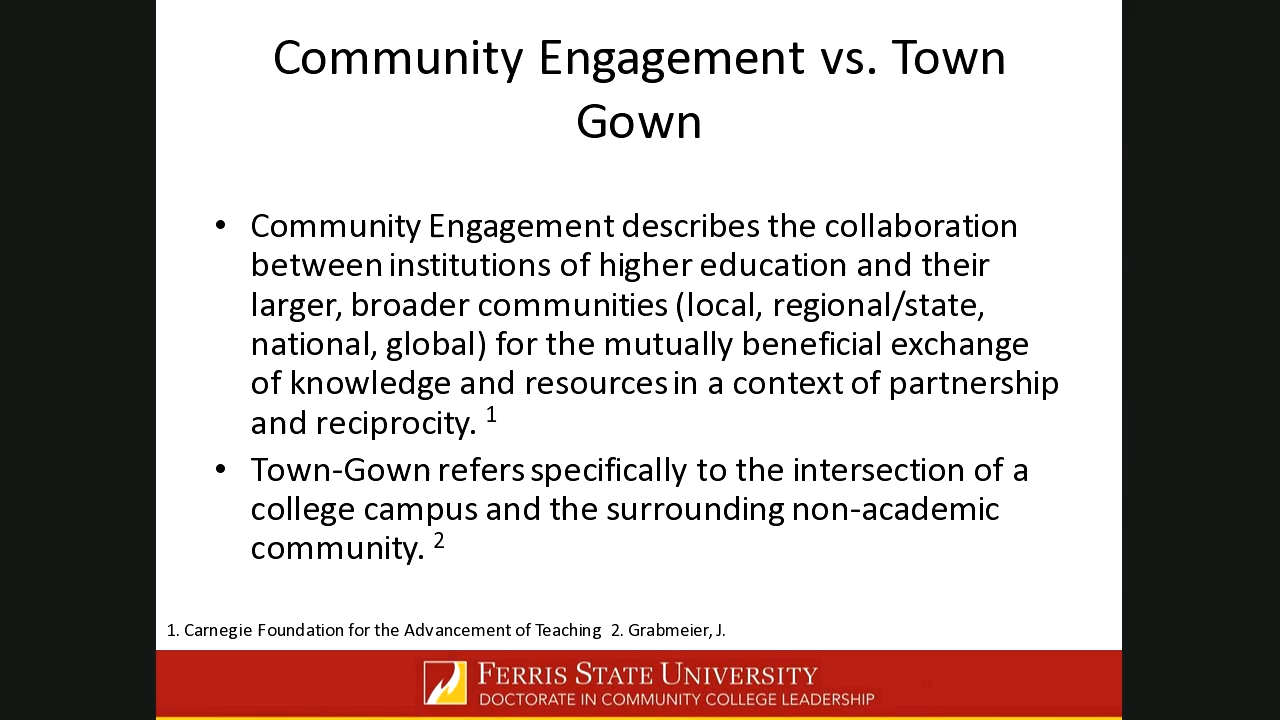 Community Engagement vs. Town
Gown
• Community Engagement describes the collaboration
between institutions of higher education and their
larger, broader communities (local, regional/state,
national, global) for the mutually beneficial exchange
of knowledge and resources in a context of partnership
and reciprocity. 1
• Town-Gown refers specifically to the intersection of a
college campus and the surrounding non-academic
community. 2
1. Carnegie Foundation for the Advancement of Teaching 2. Grabmeier, J.
FERRIS STATE UNIVERSITY
DOCTORATE IN COMMUNITY COLLEGE LEADERSHIP